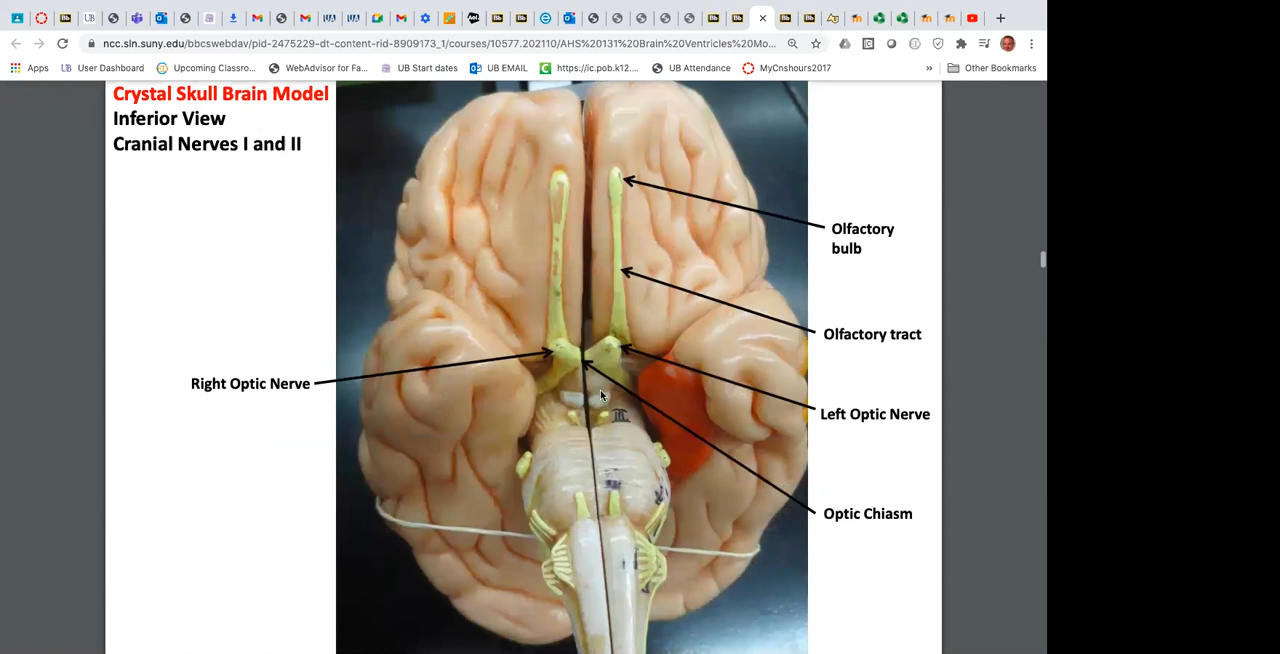 ncc.sln.suny.edu/bbcswebdav/pid-2475229-dt-content-rid-8909173_1/courses/10577.202110/AHS%20131%20Brain%20Ventricles%20Mo...
Apps
UB User Dashboard
Upcoming Classro...
WebAdvisor for Fa...
UB Start dates
UB EMAIL
https://ic.pob.k12....
UB Attendance
MyCnshours2017
»
Other Bookmarks
Crystal Skull Brain Model
Inferior View
Cranial Nerves I and II
Olfactory
bulb
Olfactory tract
Right Optic Nerve
Left Optic Nerve
III
Optic Chiasm